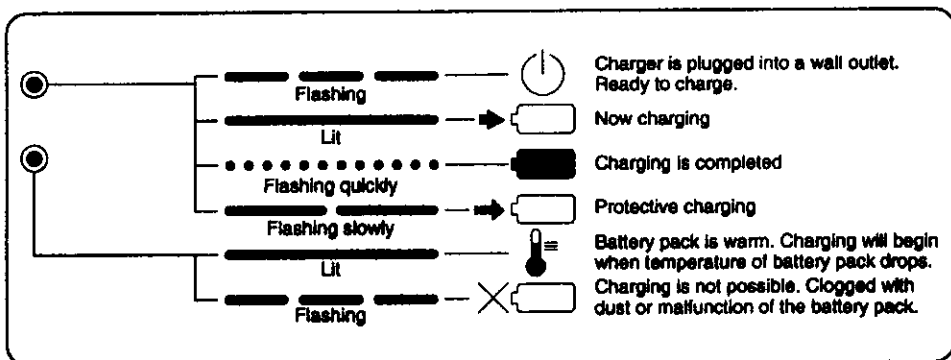 Flashing
Charger is plugged into a wall outlet.
Ready to charge.
Lit
Now charging
Flashing quickly
Charging is completed
Flashing slowly
Protective charging
Lit
Battery pack is warm. Charging will begin
when temperature of battery pack drops.
Flashing
Charging is not possible. Clogged with
dust or malfunction of the battery pack.